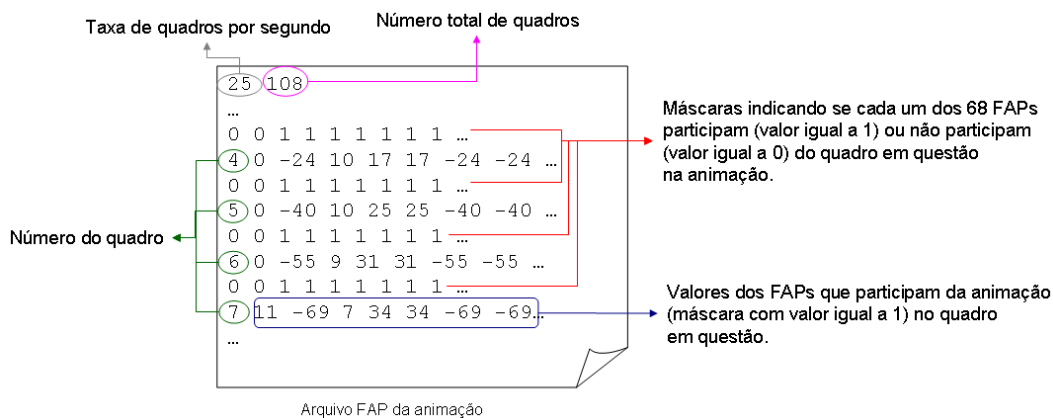 Taxa de quadros por segundo
Número total de quadros
25 108
...
0 0 1 1 1 1 1 1 1 ...
4 0 -24 10 17 17 -24 -24 ...
0 0 1 1 1 1 1 1 1 ...
5 0 -40 10 25 25 -40 -40 ...
0 0 1 1 1 1 1 1 1 ...
6 0 -55 9 31 31 -55 -55 ...
0 0 1 1 1 1 1 1 1 ...
7 11 -69 7 34 34 -69 -69...
...
Número do quadro
Máscaras indicando se cada um dos 68 FAPs
participam (valor igual a 1) ou não participam
(valor igual a 0) do quadro em questão
na animação.
Valores dos FAPs que participam da animação
(máscara com valor igual a 1) no quadro
em questão.
Arquivo FAP da animação